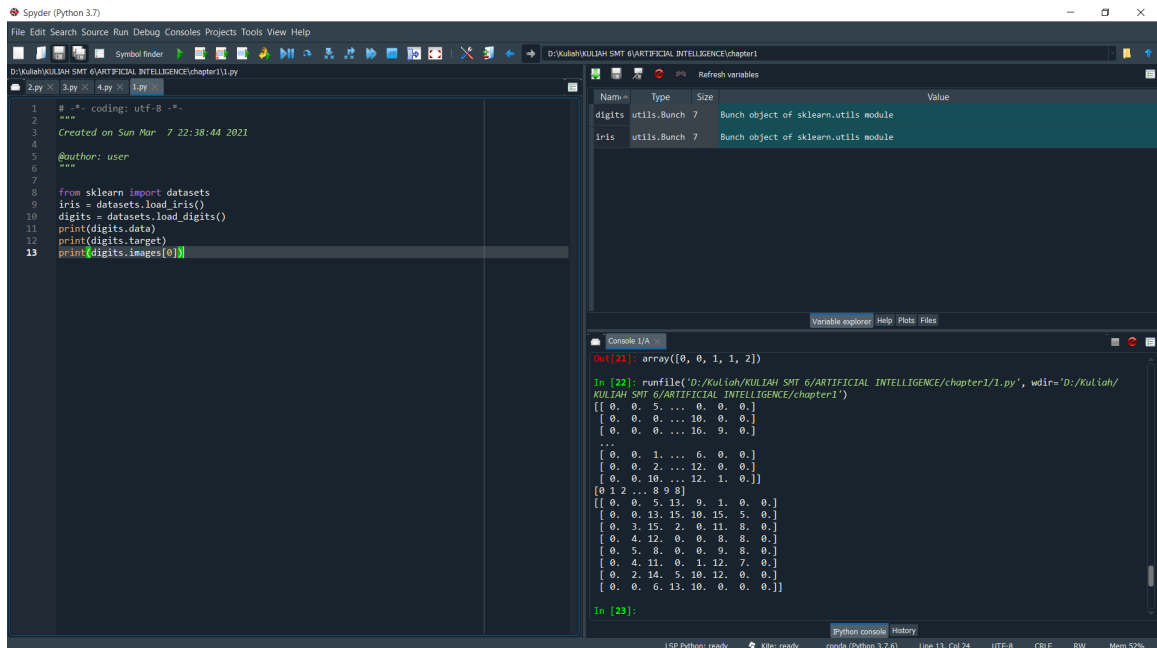 Spyder (Python 3.7)
File Edit Search Source Run Debug Consoles Projects Tools View Help
Symbol finder
D:\Kuliah\KULIAH SMT 6\ARTIFICIAL INTELLIGENCE\chapter1
D:\Kuliah\KULIAH SMT 6\ARTIFICIAL INTELLIGENCE\chapter1\1.py
2.py 3.py 4.py 1.py
1 # -*- coding: utf-8 -*-
2 """
3 Created on Sun Mar  7 22:38:44 2021
4
5 @author: user
6 """
7
8 from sklearn import datasets
9 iris = datasets.load_iris()
10 digits = datasets.load_digits()
11 print(digits.data)
12 print(digits.target)
13 print(digits.images[0])
Refresh variables
Name Type Size Value
digits utils.Bunch 7 Bunch object of sklearn.utils module
iris utils.Bunch 7 Bunch object of sklearn.utils module
Variable explorer Help Plots Files
Console 1/A
Out[21]: array([0, 0, 1, 1, 2])
In [22]: runfile('D:/Kuliah/KULIAH SMT 6/ARTIFICIAL INTELLIGENCE/chapter1/1.py', wdir='D:/Kuliah/
KULIAH SMT 6/ARTIFICIAL INTELLIGENCE/chapter1')
[[ 0.  0.  5. ...  0.  0.  0.]
 [ 0.  0.  0. ... 10.  0.  0.]
 [ 0.  0.  0. ... 16.  9.  0.]
 ...
 [ 0.  0.  1. ...  6.  0.  0.]
 [ 0.  0.  2. ... 12.  0.  0.]
 [ 0.  0. 10. ... 12.  1.  0.]]
[0 1 2 ... 8 9 8]
[[ 0.  0.  5. 13.  9.  1.  0.  0.]
 [ 0.  0. 13. 15. 10. 15.  5.  0.]
 [ 0.  3. 15.  2.  0. 11.  8.  0.]
 [ 0.  4. 12.  0.  0.  8.  8.  0.]
 [ 0.  5.  8.  0.  0.  9.  8.  0.]
 [ 0.  4. 11.  0.  1. 12.  7.  0.]
 [ 0.  2. 14.  5. 10. 12.  0.  0.]
 [ 0.  0.  6. 13. 10.  0.  0.  0.]]
In [23]:
IPython console History
LSP Python: ready Kite: ready conda (Python 3.7.6) Line 13, Col 24 UTF-8 CRLF RW Mem 52%